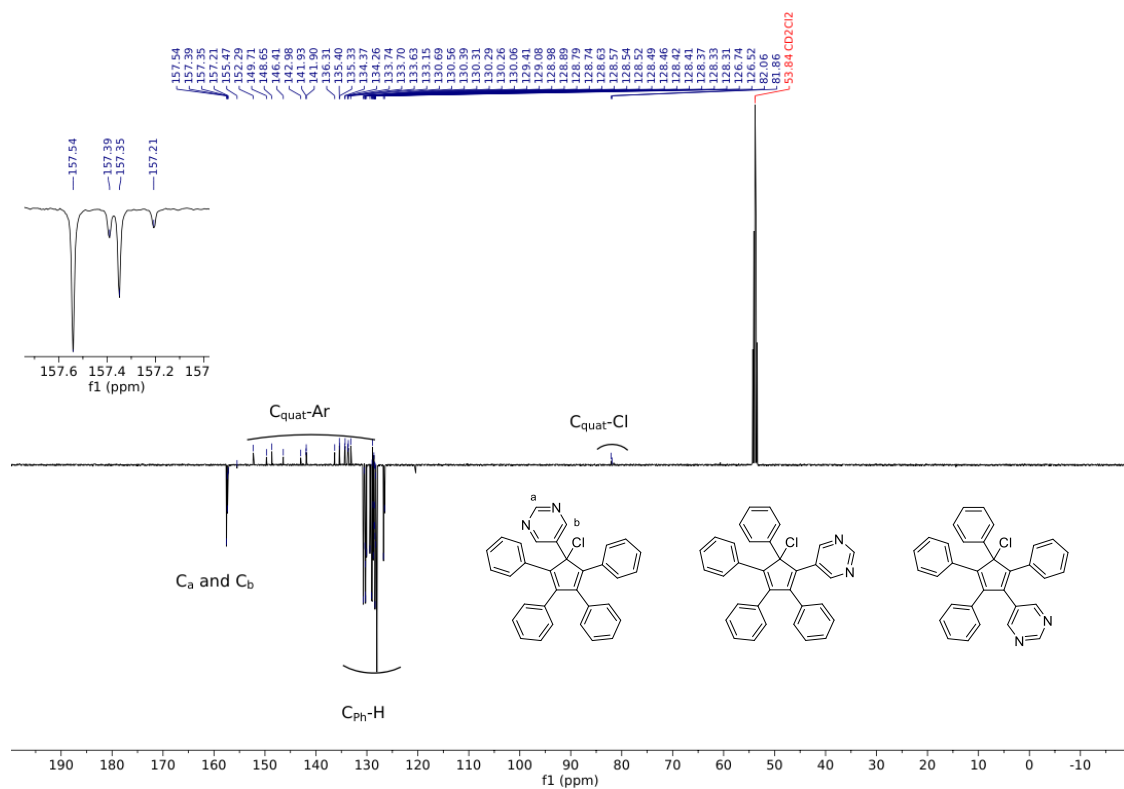 157.54
157.39
157.35
157.21
155.47
152.29
149.71
148.65
146.41
142.98
141.93
141.90
136.31
135.40
135.33
134.37
134.26
133.74
133.70
133.63
133.15
130.69
130.56
130.39
130.31
130.29
130.26
130.06
129.41
129.08
128.98
128.89
128.79
128.74
128.63
128.57
128.54
128.52
128.49
128.46
128.42
128.41
128.37
128.33
128.31
126.74
126.52
82.06
81.86
53.84 CD2Cl2
157.54
157.39
157.35
157.21
157.6 157.4 157.2 157
f1 (ppm)
Cquat-Ar
Cquat-Cl
Ca and Cb
CPh-H
a
N
N
b
Cl
Cl
N
N
Cl
N
N
190 180 170 160 150 140 130 120 110 100 90 80 70 60 50 40 30 20 10 0 -10
f1 (ppm)